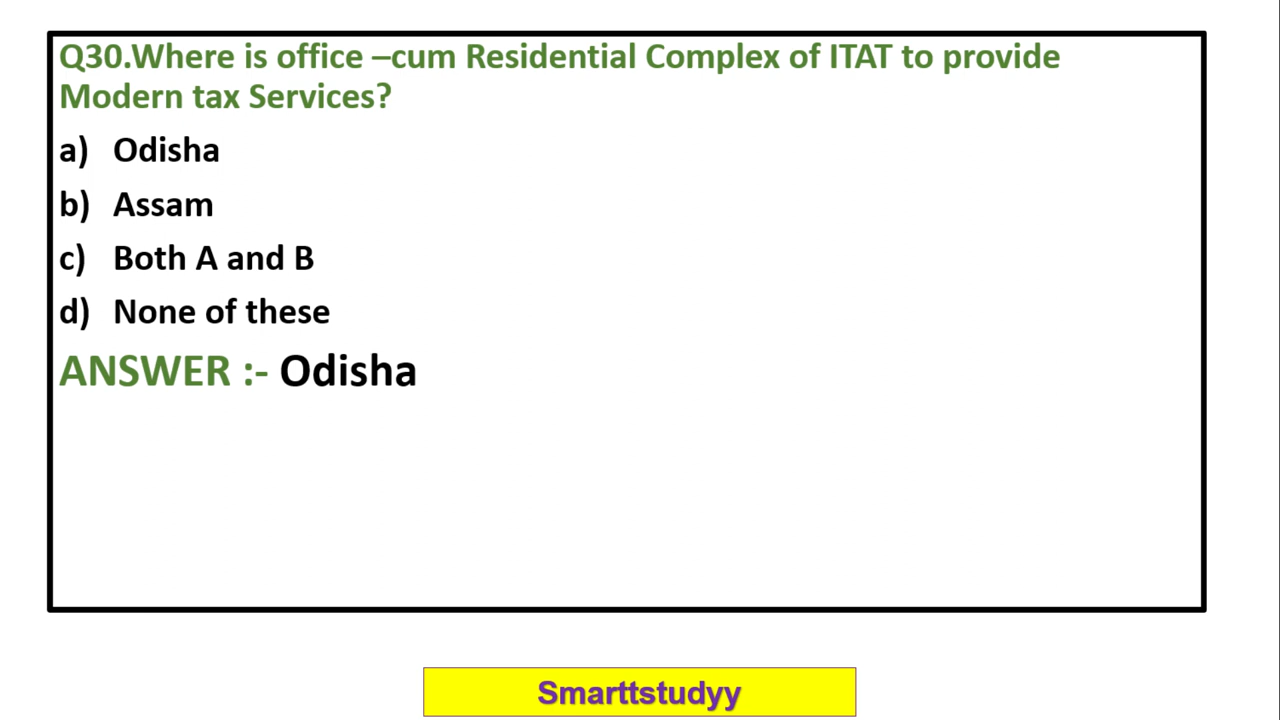 Q30.Where is office –cum Residential Complex of ITAT to provide
Modern tax Services?
a) Odisha
b) Assam
c) Both A and B
d) None of these
ANSWER :- Odisha
Smarttstudyy